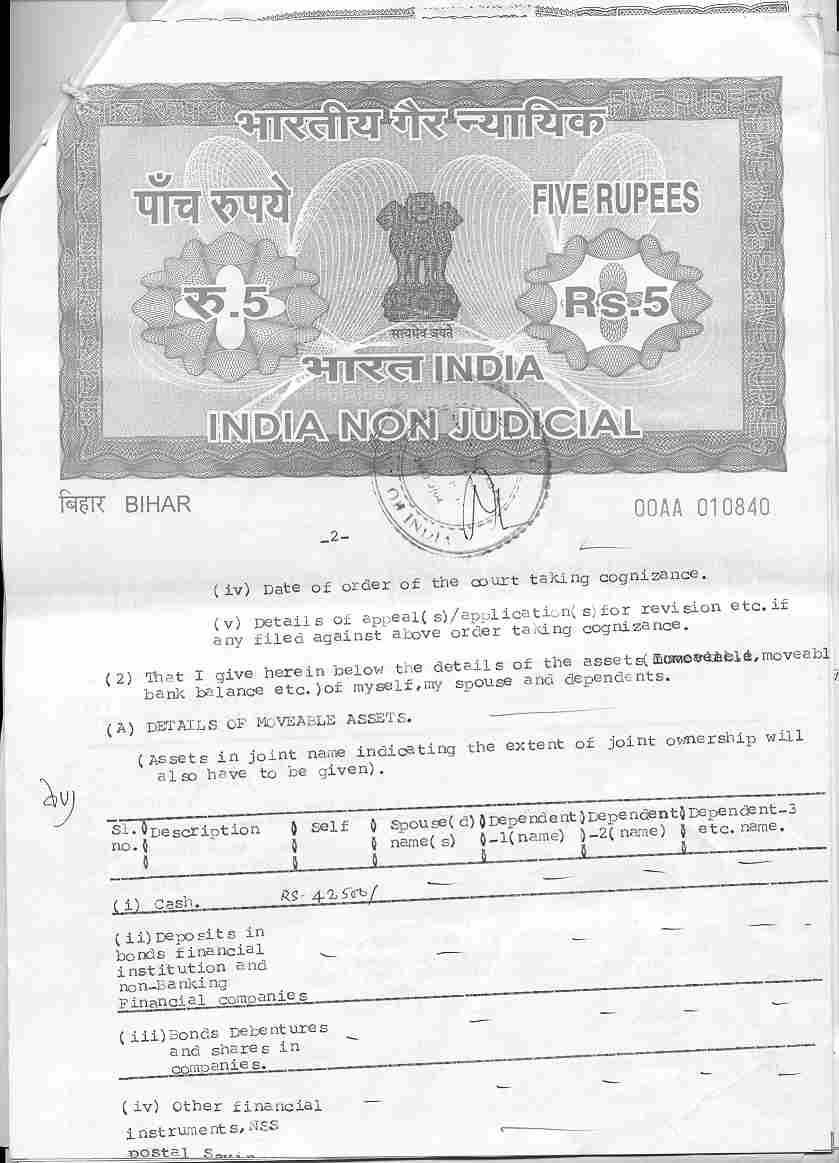 FIVE RUPEES
भारतीय गैर न्यायिक
पाँच रुपये
FIVE RUPEES
रु.5
Rs.5
सत्यमेव जयते
भारत INDIA
INDIA NON JUDICIAL
बिहार BIHAR
00AA 010840
INDIA
-2-
(iv) Date of order of the court taking cognizance.
(v) Details of appeal(s)/application(s)for revision etc.if
any filed against above order taking cognizance.
(2) That I give herein below the details of the assets( moveabl
bank balance etc.)of myself,my spouse and dependents.
(A) DETAILS OF MOVEABLE ASSETS.
(Assets in joint name indicating the extent of joint ownership will
also have to be given).
Sl. Description Self Spouse(d) Dependent Dependent Dependent-3
no. name(s) -1(name) -2(name) etc.name.
(i) Cash. RS. 42500/ — — — —
(ii)Deposits in
bonds financial — — — — —
institution and
non-Banking
Financial companies
(iii)Bonds Debentures — — — — —
and shares in
companies.
(iv) Other financial — — — — —
instruments,NSS
postal